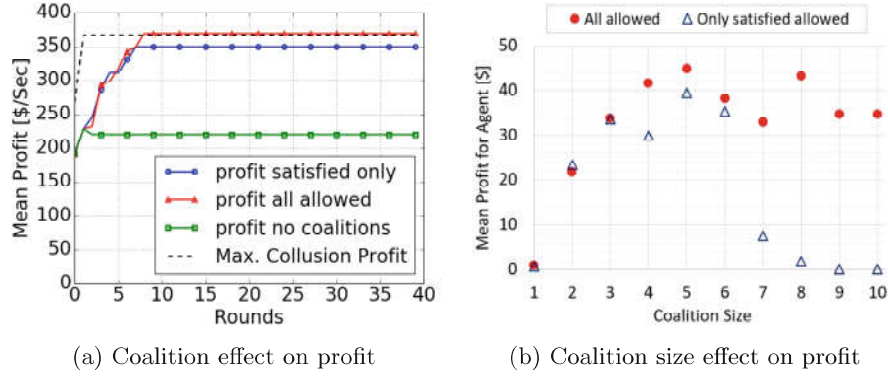 400
350
300
250
200
150
100
50
0
Mean Profit [$/Sec]
profit satisfied only
profit all allowed
profit no coalitions
Max. Collusion Profit
0 5 10 15 20 25 30 35 40
Rounds
(a) Coalition effect on profit
All allowed Only satisfied allowed
50
40
30
20
10
0
Mean Profit for Agent [$]
1 2 3 4 5 6 7 8 9 10
Coalition Size
(b) Coalition size effect on profit